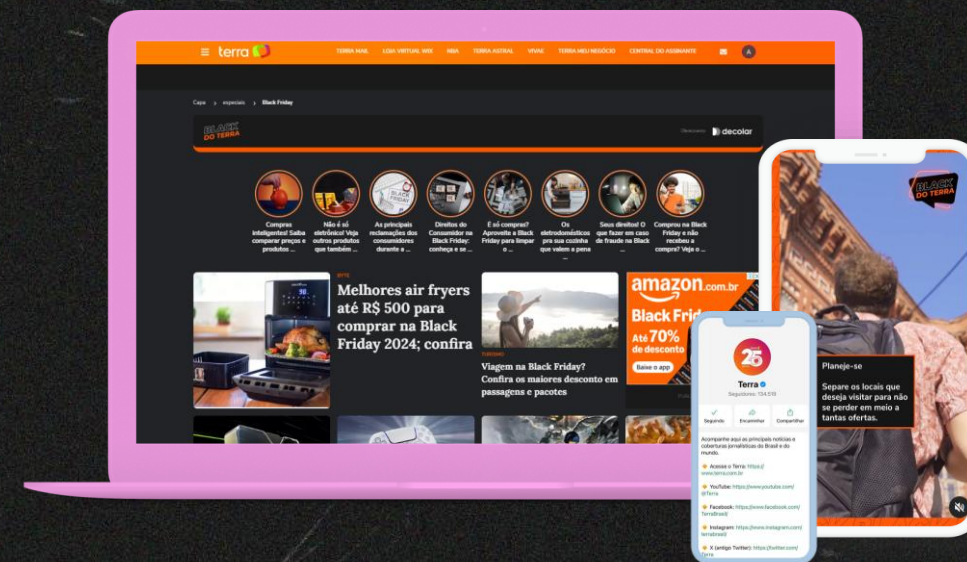 terra
TERRA MAIL LOJA VIRTUAL WIX BBA TERRA ASTRAL VIVAE TERRA MEU NEGÓCIO CENTRAL DO ASSINANTE A
Capa > especiais > Black Friday
BLACK
DO TERRA
decolar
Compras
inteligentes! Saiba
comparar preços e
produtos ...
Não é só
eletrônico! Veja
outros produtos
que também ...
As principais
reclamações dos
consumidores
durante a ...
Direitos do
Consumidor na
Black Friday:
conheça e se ...
É só compras?
Aproveite a Black
Friday para limpar
o ...
Os
eletrodomésticos
pra sua cozinha
que valem a pena
...
Seus direitos! O
que fazer em caso
de fraude na Black
...
Comprou na Black
Friday e não
recebeu a
compra? Veja o ...
BYTE
Melhores air fryers
até R$ 500 para
comprar na Black
Friday 2024; confira
TURISMO
Viagem na Black Friday?
Confira os maiores desconto em
passagens e pacotes
amazon.com.br
Black Frid
Até 70%
de desconto
Baixe o app
BLACK
DO TERRA
Planeje-se
Separe os locais que
deseja visitar para não
se perder em meio a
tantas ofertas.
25
Terra
Seguidores: 134.516
Seguindo Encaminhar Compartilhar
Acompanhe aqui as principais notícias e
coberturas jornalísticas do Brasil e do
mundo.
Acesse o Terra: https://
www.terra.com.br
YouTube: https://www.youtube.com/
@Terra
Facebook: https://www.facebook.com/
TerraBrasil/
Instagram: https://www.instagram.com/
terrabrasil/
X (antigo Twitter): https://twitter.com/
Terra